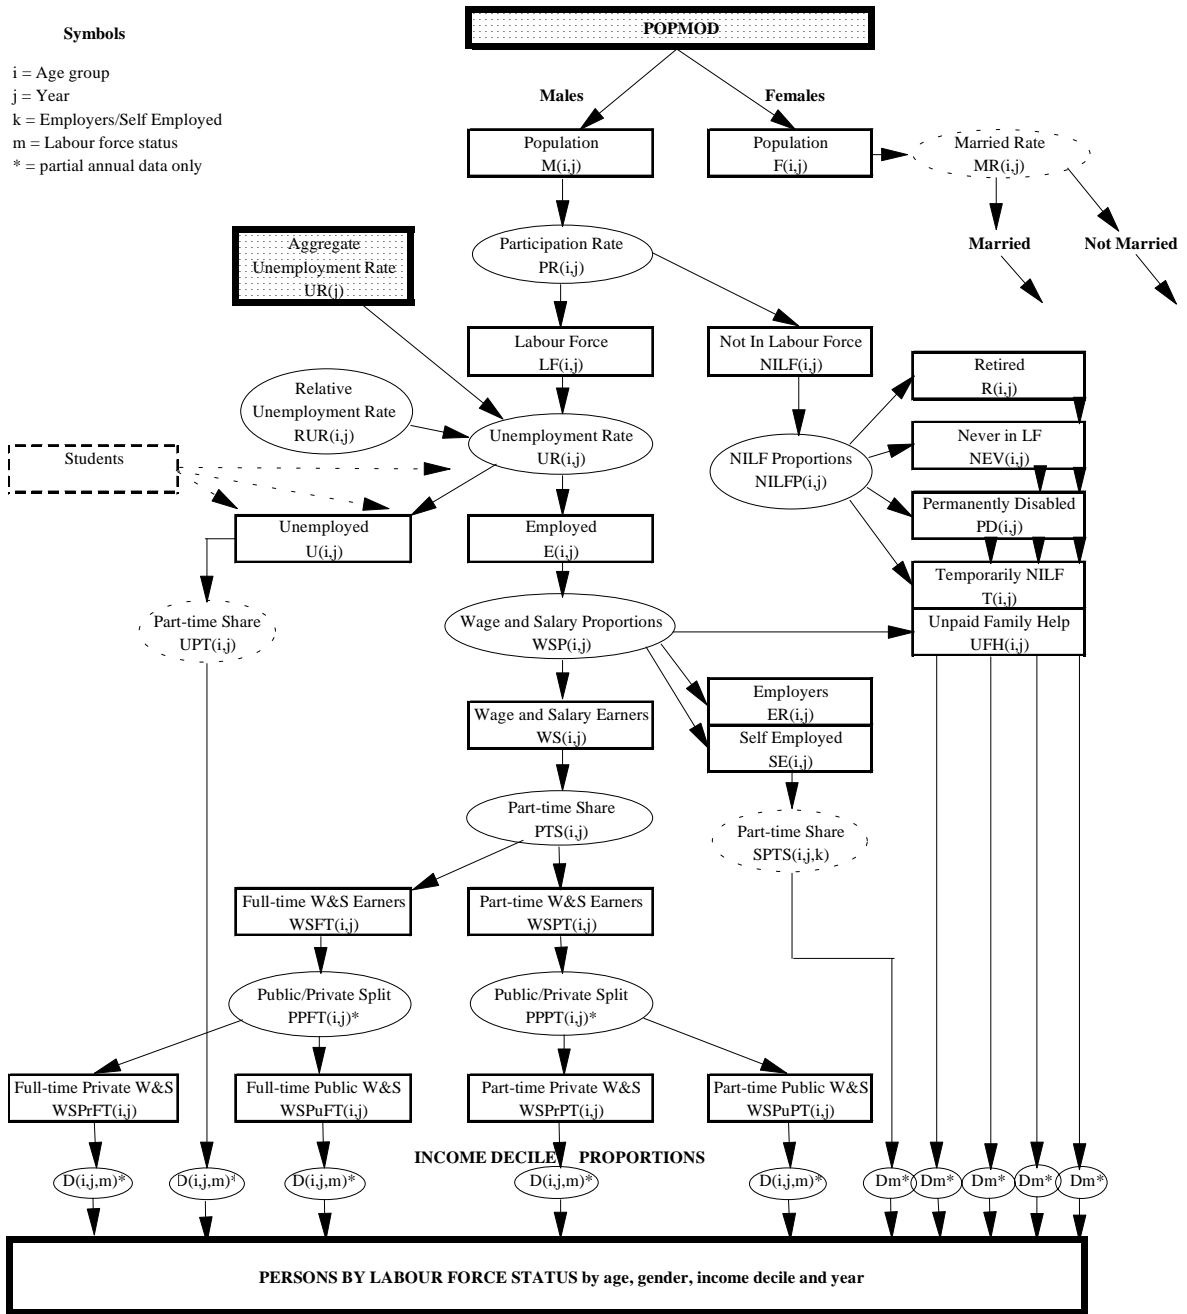 POPMOD
Symbols
i = Age group
j = Year
k = Employers/Self Employed
m = Labour force status
* = partial annual data only
Males
Females
Population
M(i,j)
Population
F(i,j)
Married Rate
MR(i,j)
Married
Not Married
Aggregate
Unemployment Rate
UR(j)
Participation Rate
PR(i,j)
Labour Force
LF(i,j)
Not In Labour Force
NILF(i,j)
Retired
R(i,j)
Relative
Unemployment Rate
RUR(i,j)
Unemployment Rate
UR(i,j)
Never in LF
NEV(i,j)
Students
NILF Proportions
NILFP(i,j)
Permanently Disabled
PD(i,j)
Unemployed
U(i,j)
Employed
E(i,j)
Temporarily NILF
T(i,j)
Unpaid Family Help
UFH(i,j)
Part-time Share
UPT(i,j)
Wage and Salary Proportions
WSP(i,j)
Employers
ER(i,j)
Self Employed
SE(i,j)
Wage and Salary Earners
WS(i,j)
Part-time Share
PTS(i,j)
Part-time Share
SPTS(i,j,k)
Full-time W&S Earners
WSFT(i,j)
Part-time W&S Earners
WSPT(i,j)
Public/Private Split
PPFT(i,j)*
Public/Private Split
PPPT(i,j)*
Full-time Private W&S
WSPrFT(i,j)
Full-time Public W&S
WSPuFT(i,j)
Part-time Private W&S
WSPrPT(i,j)
Part-time Public W&S
WSPuPT(i,j)
INCOME DECILE PROPORTIONS
D(i,j,m)*
D(i,j,m)*
D(i,j,m)*
D(i,j,m)*
D(i,j,m)*
Dm*
Dm*
Dm*
Dm*
Dm*
PERSONS BY LABOUR FORCE STATUS by age, gender, income decile and year